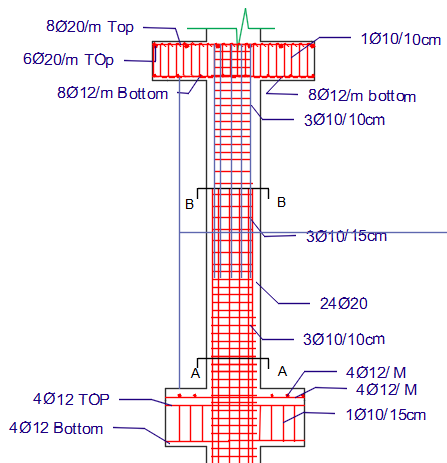 8Ø20/m Top
1Ø10/10cm
6Ø20/m TOp
8Ø12/m Bottom
8Ø12/m bottom
3Ø10/10cm
B B
3Ø10/15cm
24Ø20
3Ø10/10cm
A A
4Ø12/ M
4Ø12/ M
4Ø12 TOP
1Ø10/15cm
4Ø12 Bottom